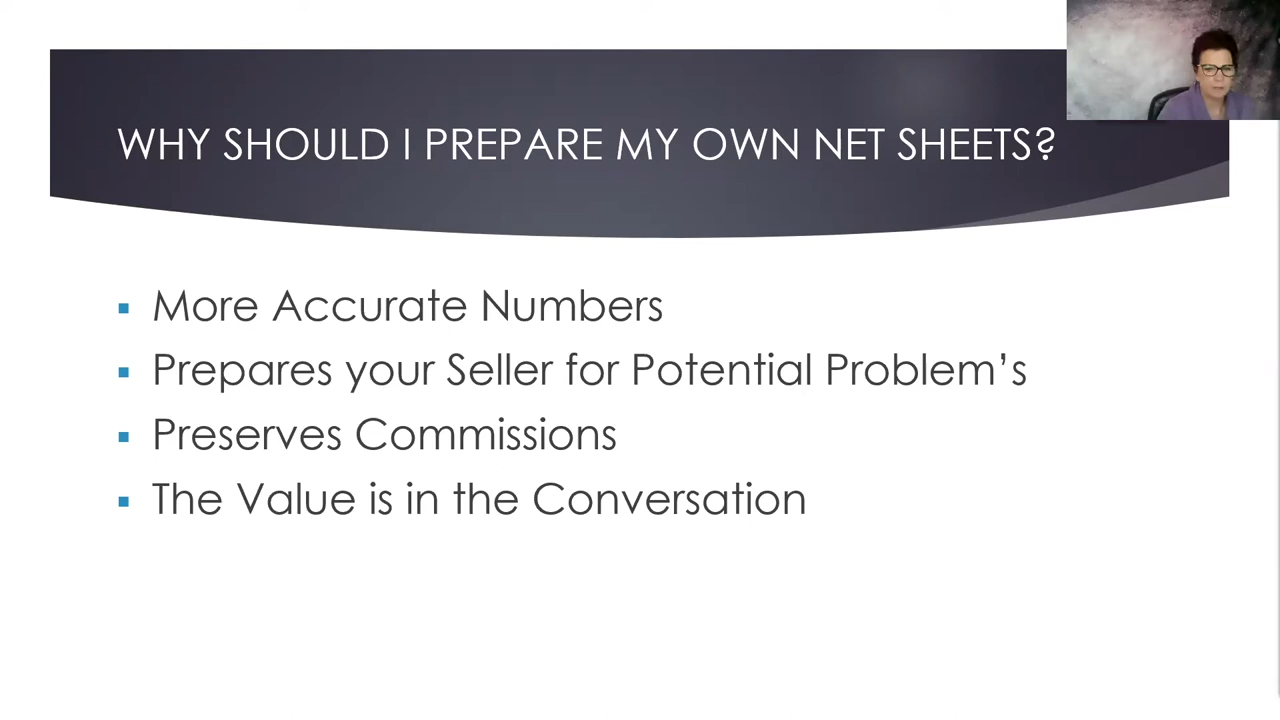 WHY SHOULD I PREPARE MY OWN NET SHEETS?
More Accurate Numbers
Prepares your Seller for Potential Problem's
Preserves Commissions
The Value is in the Conversation